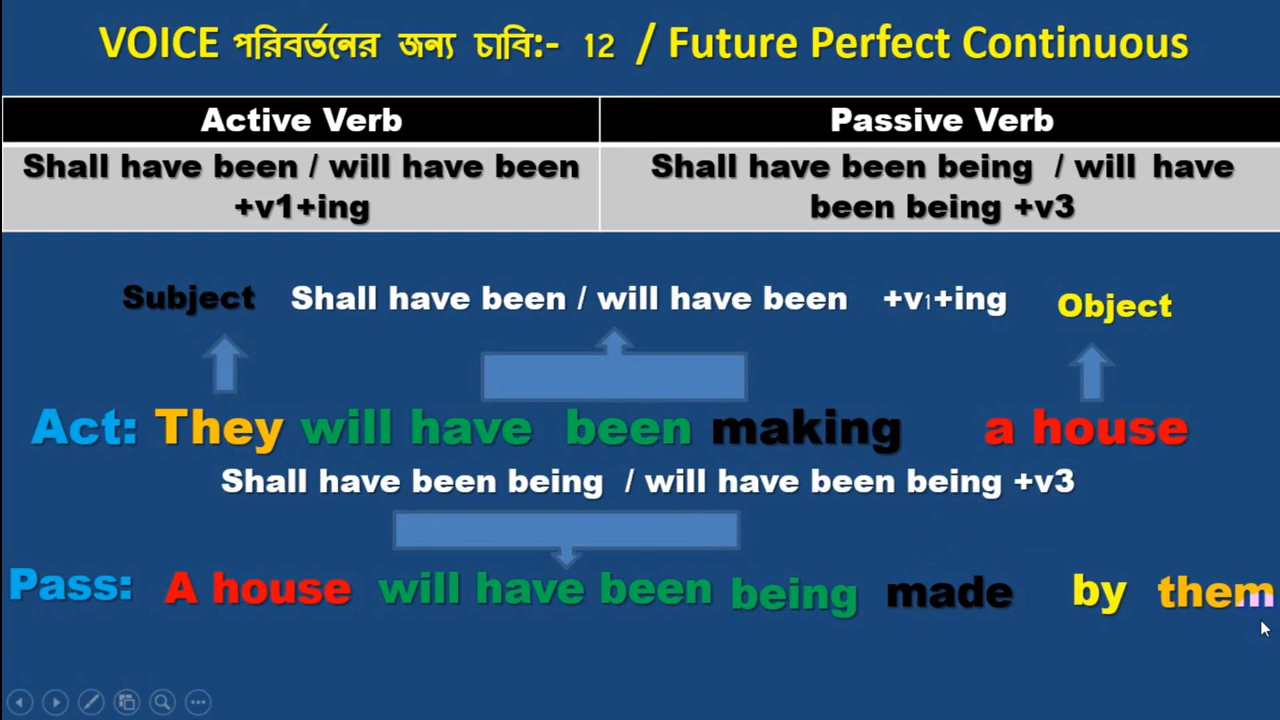 VOICE পরিবর্তনের জন্য চাবি:- 12 / Future Perfect Continuous
Active Verb
Passive Verb
Shall have been / will have been
+v1+ing
Shall have been being / will have
been being +v3
Subject Shall have been / will have been +v1+ing Object
Act: They will have been making a house
Shall have been being / will have been being +v3
Pass: A house will have been being made by them